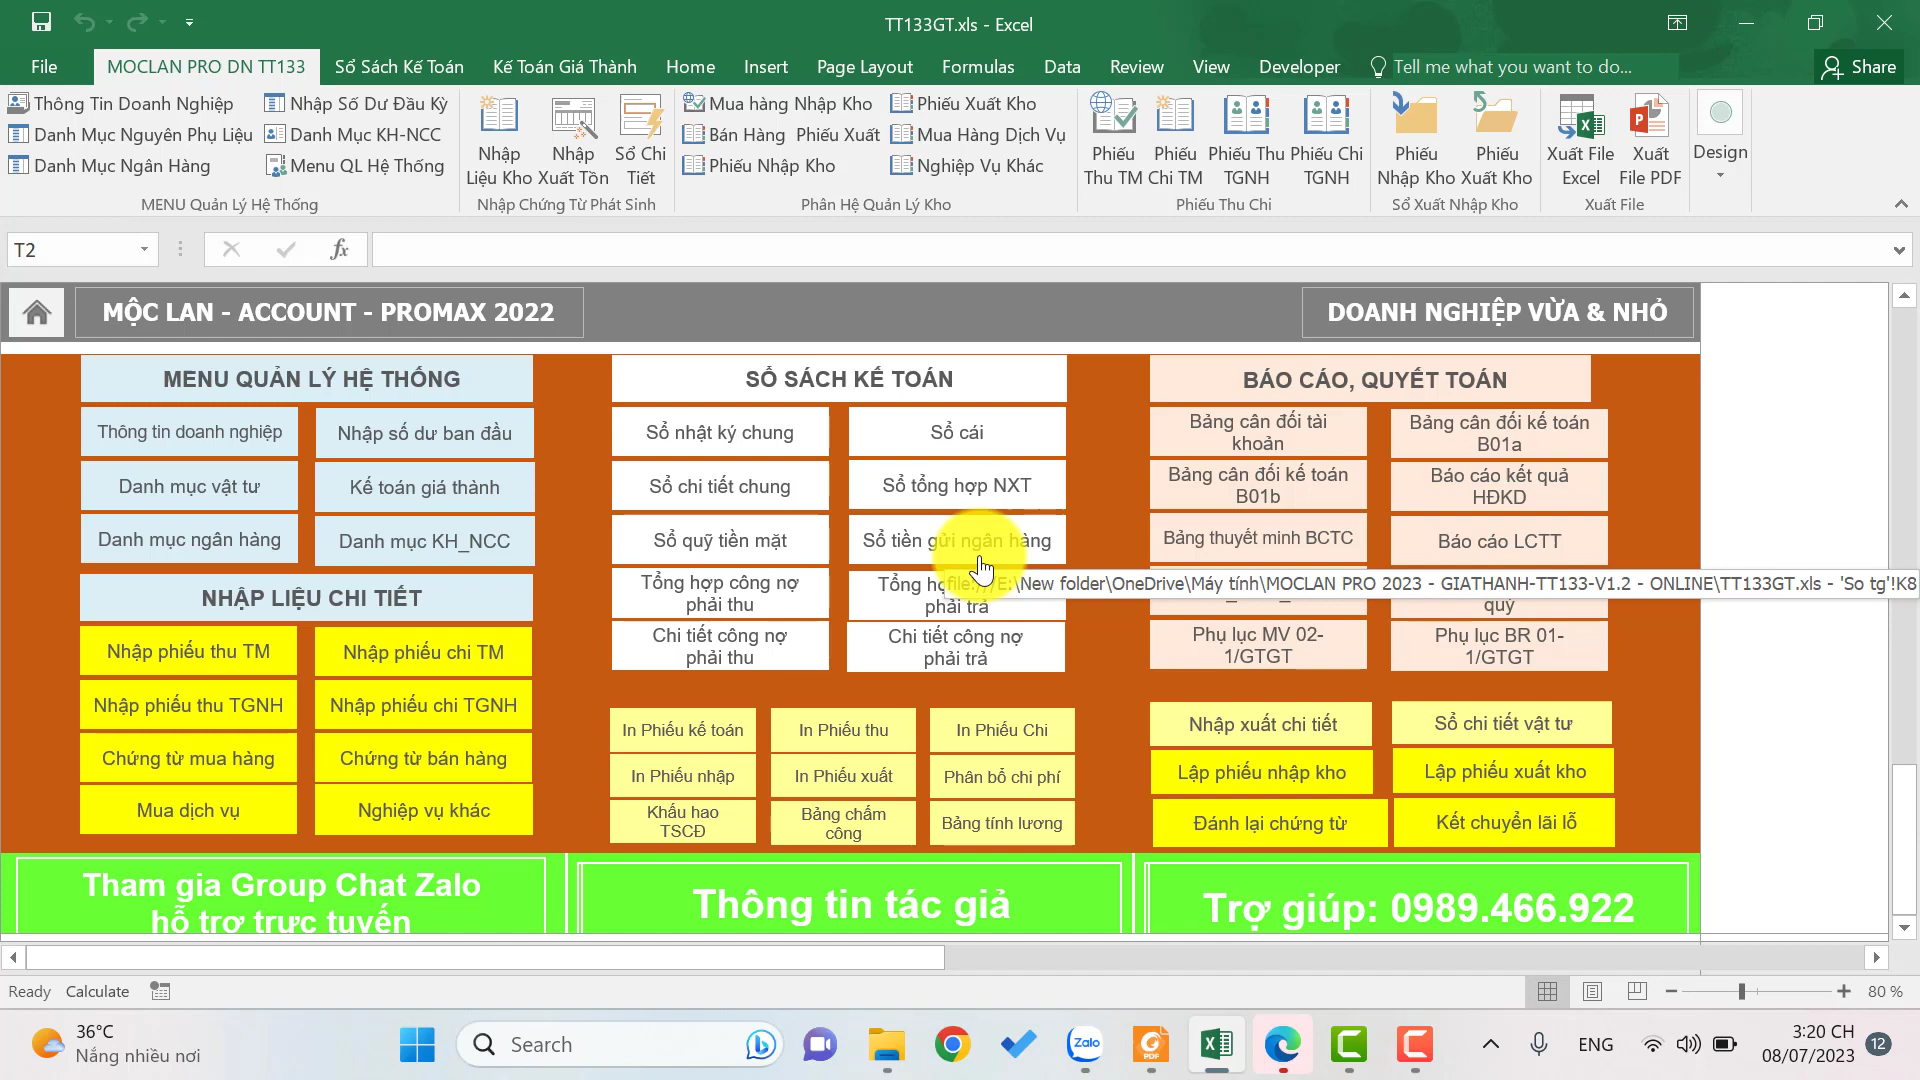 TT133GT.xls - Excel
File
MOCLAN PRO DN TT133
Sổ Sách Kế Toán
Kế Toán Giá Thành
Home
Insert
Page Layout
Formulas
Data
Review
View
Developer
Tell me what you want to do...
Share
Thông Tin Doanh Nghiệp
Danh Mục Nguyên Phụ Liệu
Danh Mục Ngân Hàng
Nhập Số Dư Đầu Kỳ
Danh Mục KH-NCC
Menu QL Hệ Thống
MENU Quản Lý Hệ Thống
Nhập
Liệu Kho
Nhập
Xuất Tồn
Sổ Chi
Tiết
Nhập Chứng Từ Phát Sinh
Mua hàng Nhập Kho
Bán Hàng Phiếu Xuất
Phiếu Nhập Kho
Phiếu Xuất Kho
Mua Hàng Dịch Vụ
Nghiệp Vụ Khác
Phân Hệ Quản Lý Kho
Phiếu
Thu TM
Phiếu
Chi TM
Phiếu Thu
TGNH
Phiếu Chi
TGNH
Phiếu Thu Chi
Phiếu
Nhập Kho
Phiếu
Xuất Kho
Sổ Xuất Nhập Kho
Xuất File
Excel
Xuất
File PDF
Xuất File
Design
T2
fx
MỘC LAN - ACCOUNT - PROMAX 2022
DOANH NGHIỆP VỪA & NHỎ
MENU QUẢN LÝ HỆ THỐNG
Thông tin doanh nghiệp
Nhập số dư ban đầu
Danh mục vật tư
Kế toán giá thành
Danh mục ngân hàng
Danh mục KH_NCC
NHẬP LIỆU CHI TIẾT
Nhập phiếu thu TM
Nhập phiếu chi TM
Nhập phiếu thu TGNH
Nhập phiếu chi TGNH
Chứng từ mua hàng
Chứng từ bán hàng
Mua dịch vụ
Nghiệp vụ khác
SỔ SÁCH KẾ TOÁN
Sổ nhật ký chung
Sổ cái
Sổ chi tiết chung
Sổ tổng hợp NXT
Sổ quỹ tiền mặt
Sổ tiền gửi ngân hàng
Tổng hợp công nợ
phải thu
Tổng hợ
phải trả
file:///E:\New folder\OneDrive\Máy tính\MOCLAN PRO 2023 - GIATHANH-TT133-V1.2 - ONLINE\TT133GT.xls - 'So tg'!K8
Chi tiết công nợ
phải thu
Chi tiết công nợ
phải trả
In Phiếu kế toán
In Phiếu thu
In Phiếu Chi
In Phiếu nhập
In Phiếu xuất
Phân bổ chi phí
Khấu hao
TSCĐ
Bảng chấm
công
Bảng tính lương
BÁO CÁO, QUYẾT TOÁN
Bảng cân đối tài
khoản
Bảng cân đối kế toán
B01a
Bảng cân đối kế toán
B01b
Báo cáo kết quả
HĐKD
Bảng thuyết minh BCTC
Báo cáo LCTT
quý
Phụ lục MV 02-
1/GTGT
Phụ lục BR 01-
1/GTGT
Nhập xuất chi tiết
Sổ chi tiết vật tư
Lập phiếu nhập kho
Lập phiếu xuất kho
Đánh lại chứng từ
Kết chuyển lãi lỗ
Tham gia Group Chat Zalo
hỗ trợ trực tuyến
Thông tin tác giả
Trợ giúp: 0989.466.922
Ready
Calculate
80 %
36°C
Nắng nhiều nơi
Search
Zalo
PDF
ENG
3:20 CH
08/07/2023
12